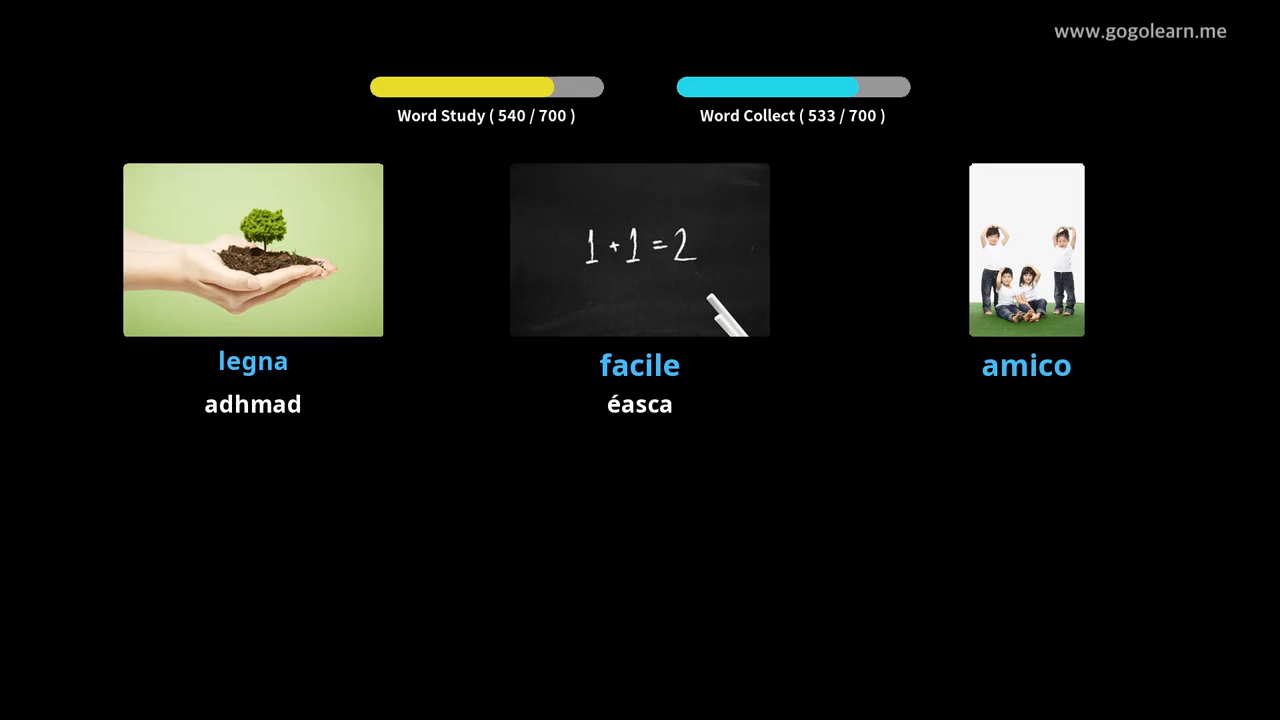 www.gogolearn.me
Word Study ( 540 / 700 )
Word Collect ( 533 / 700 )
1 + 1 = 2
legna
facile
amico
adhmad
éasca